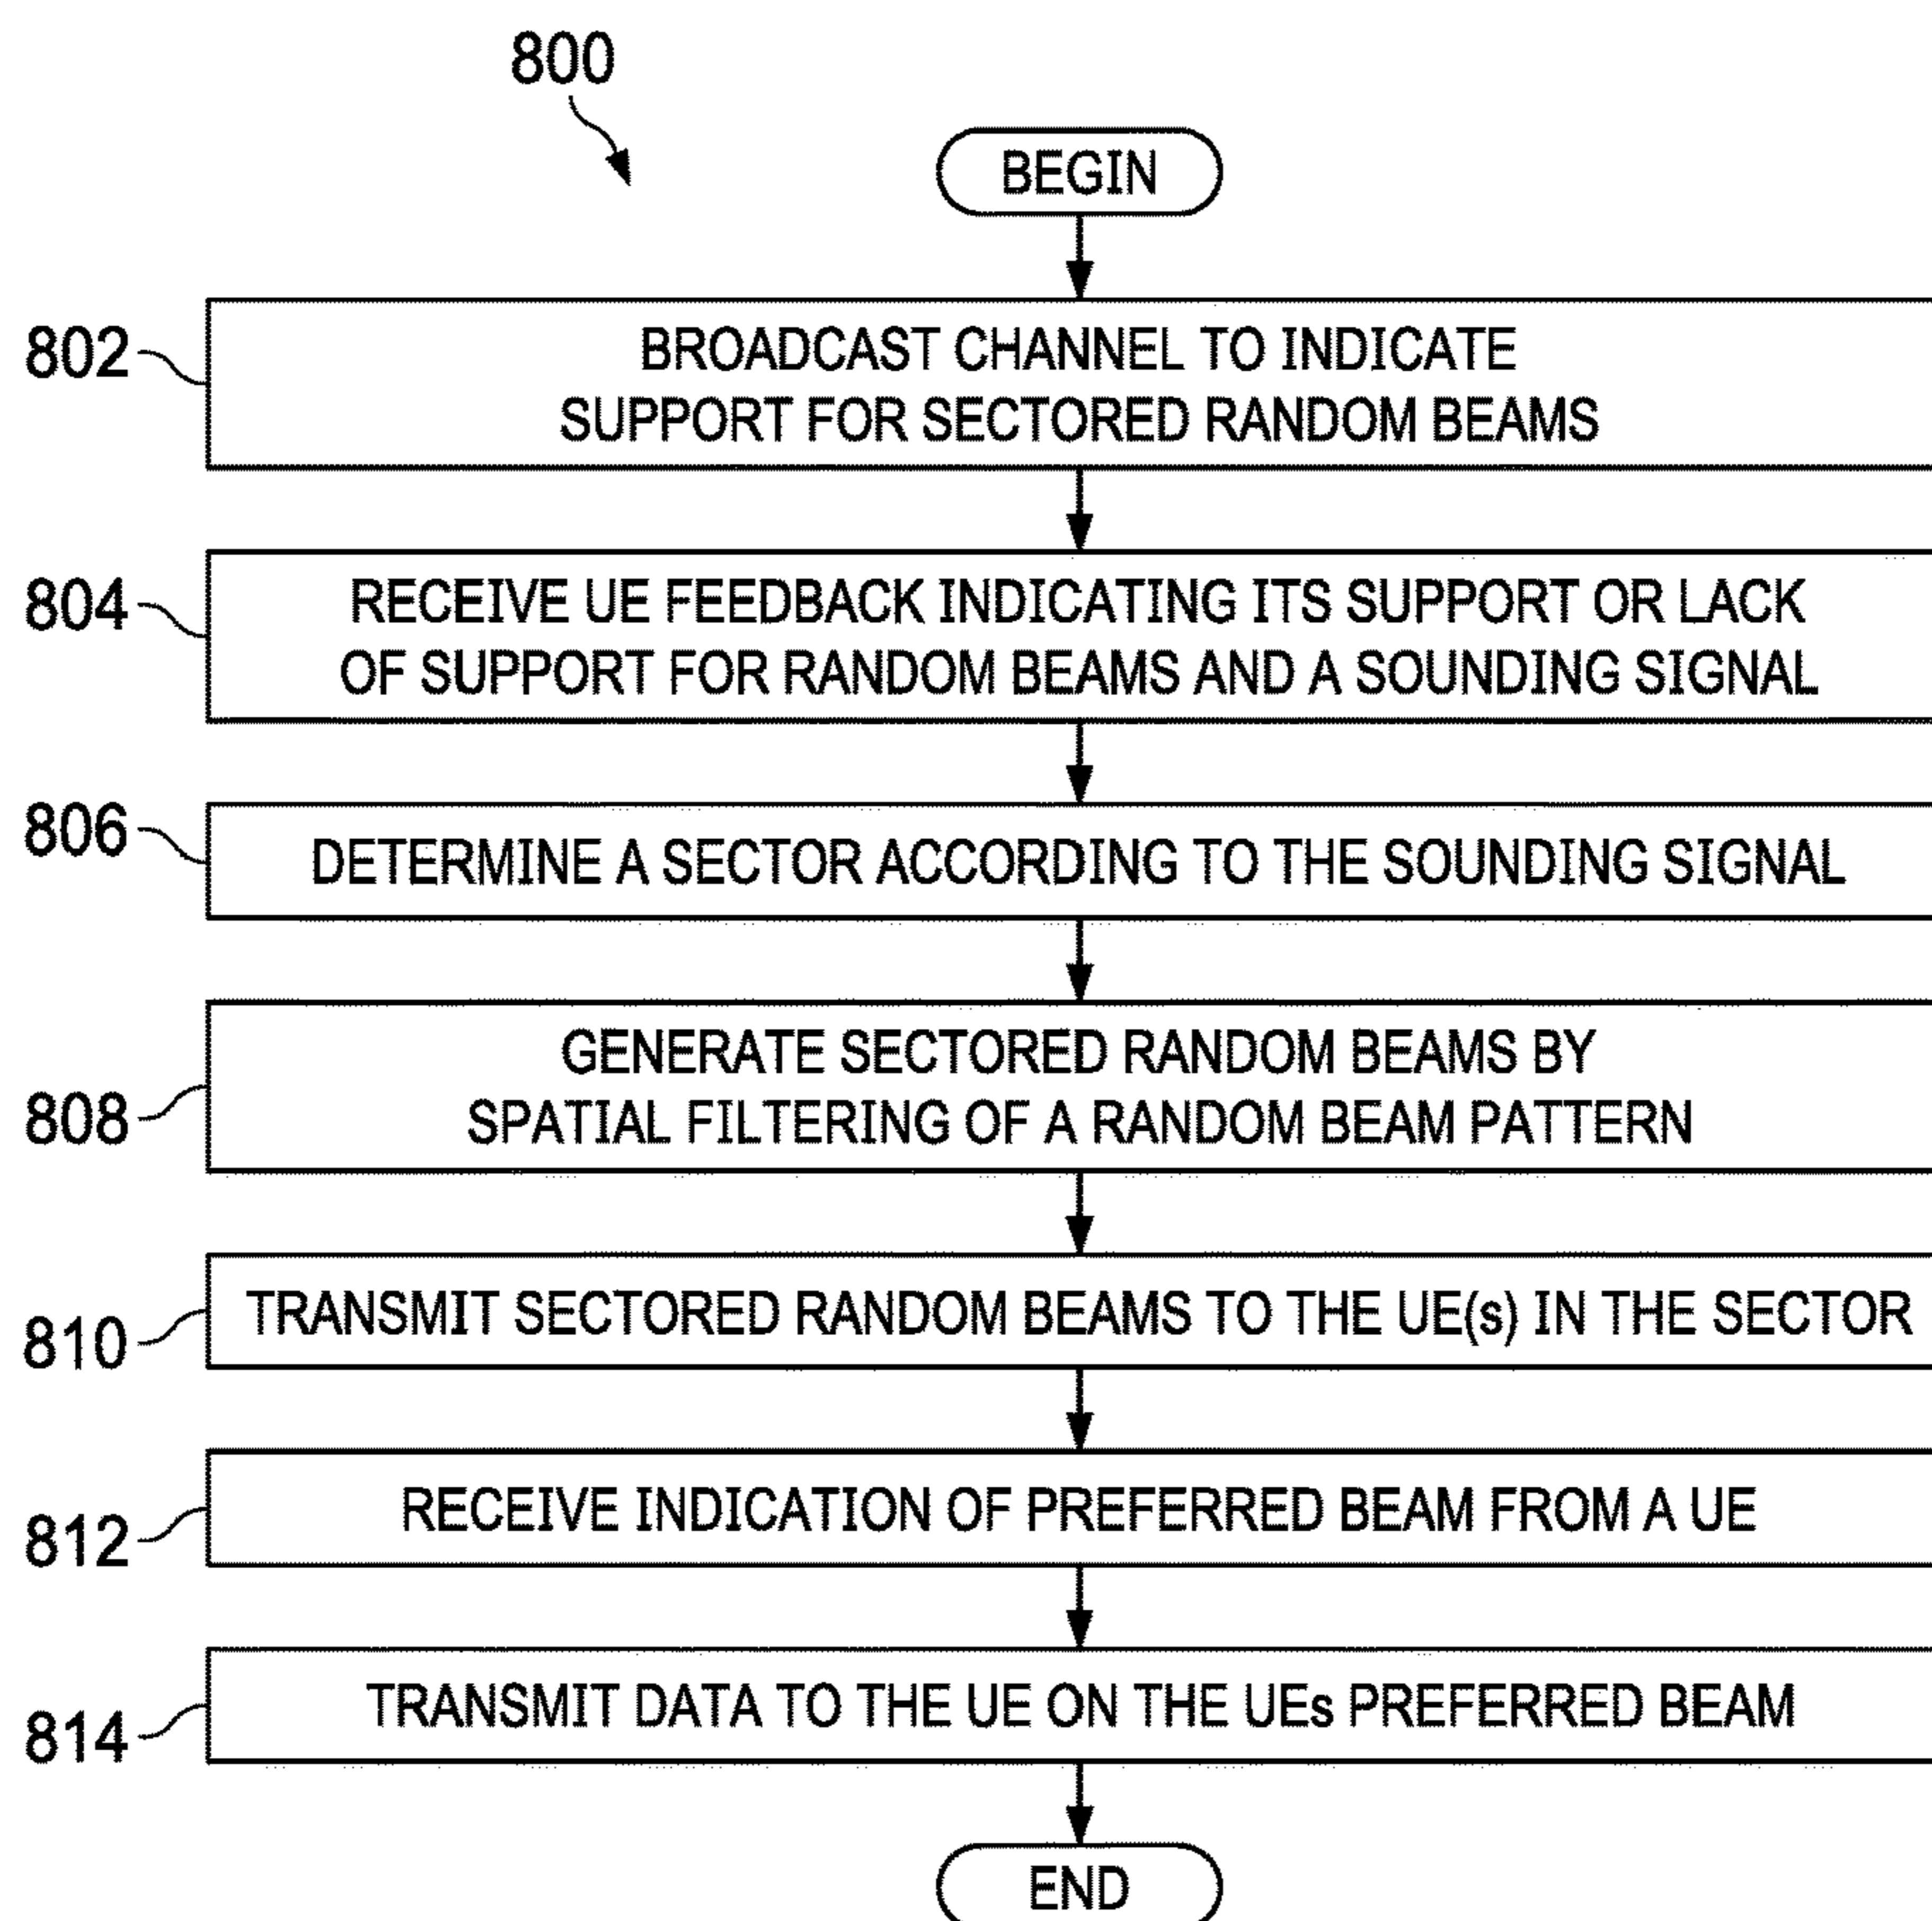 800
BEGIN
802
BROADCAST CHANNEL TO INDICATE
SUPPORT FOR SECTORED RANDOM BEAMS
804
RECEIVE UE FEEDBACK INDICATING ITS SUPPORT OR LACK
OF SUPPORT FOR RANDOM BEAMS AND A SOUNDING SIGNAL
806
DETERMINE A SECTOR ACCORDING TO THE SOUNDING SIGNAL
808
GENERATE SECTORED RANDOM BEAMS BY
SPATIAL FILTERING OF A RANDOM BEAM PATTERN
810
TRANSMIT SECTORED RANDOM BEAMS TO THE UE(s) IN THE SECTOR
812
RECEIVE INDICATION OF PREFERRED BEAM FROM A UE
814
TRANSMIT DATA TO THE UE ON THE UEs PREFERRED BEAM
END